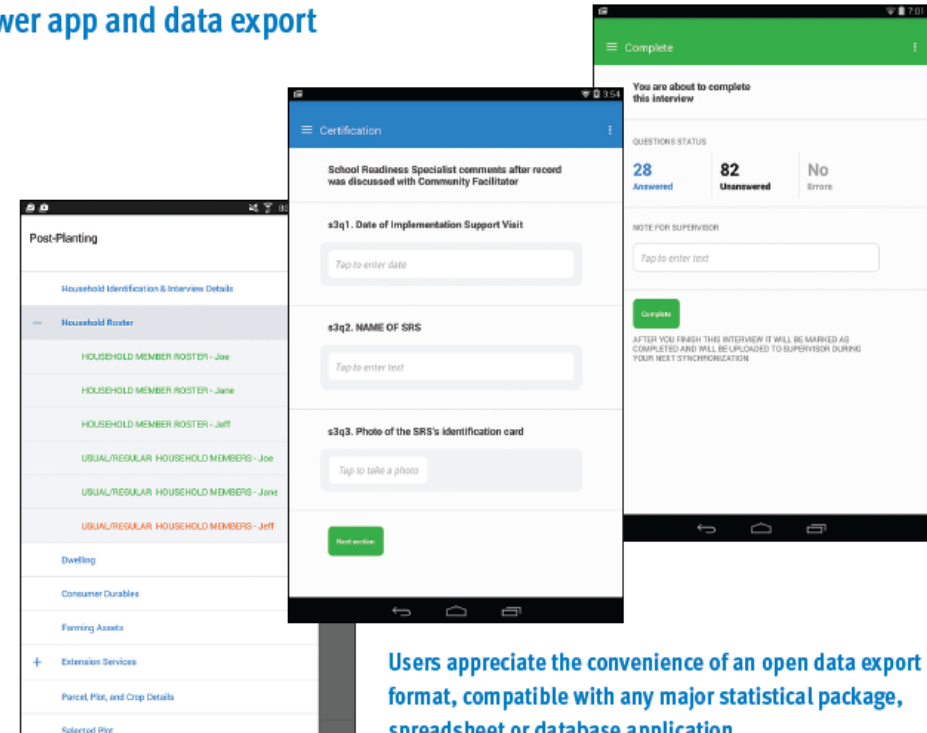 wer app and data export
7:01
Complete
You are about to complete
this interview
QUESTIONS STATUS
28
Answered
82
Unanswered
No
Errors
NOTE FOR SUPERVISOR
Tap to enter text
Complete
AFTER YOU FINISH THIS INTERVIEW IT WILL BE MARKED AS
COMPLETED AND WILL BE UPLOADED TO SUPERVISOR DURING
YOUR NEXT SYNCHRONIZATION
3:54
Certification
School Readiness Specialist comments after record
was discussed with Community Facilitator
s3q1. Date of Implementation Support Visit
Tap to enter date
s3q2. NAME OF SRS
Tap to enter text
s3q3. Photo of the SRS's identification card
Tap to take a photo
Next section
Post-Planting
Household Identification & Interview Details
Household Roster
HOUSEHOLD MEMBER ROSTER - Joe
HOUSEHOLD MEMBER ROSTER - Jane
HOUSEHOLD MEMBER ROSTER - Jeff
USUAL/REGULAR HOUSEHOLD MEMBERS - Joe
USUAL/REGULAR HOUSEHOLD MEMBERS - Jane
USUAL/REGULAR HOUSEHOLD MEMBERS - Jeff
Dwelling
Consumer Durables
Farming Assets
Extension Services
Parcel, Plot, and Crop Details
Selected Plot
Users appreciate the convenience of an open data export
format, compatible with any major statistical package,
spreadsheet or database application